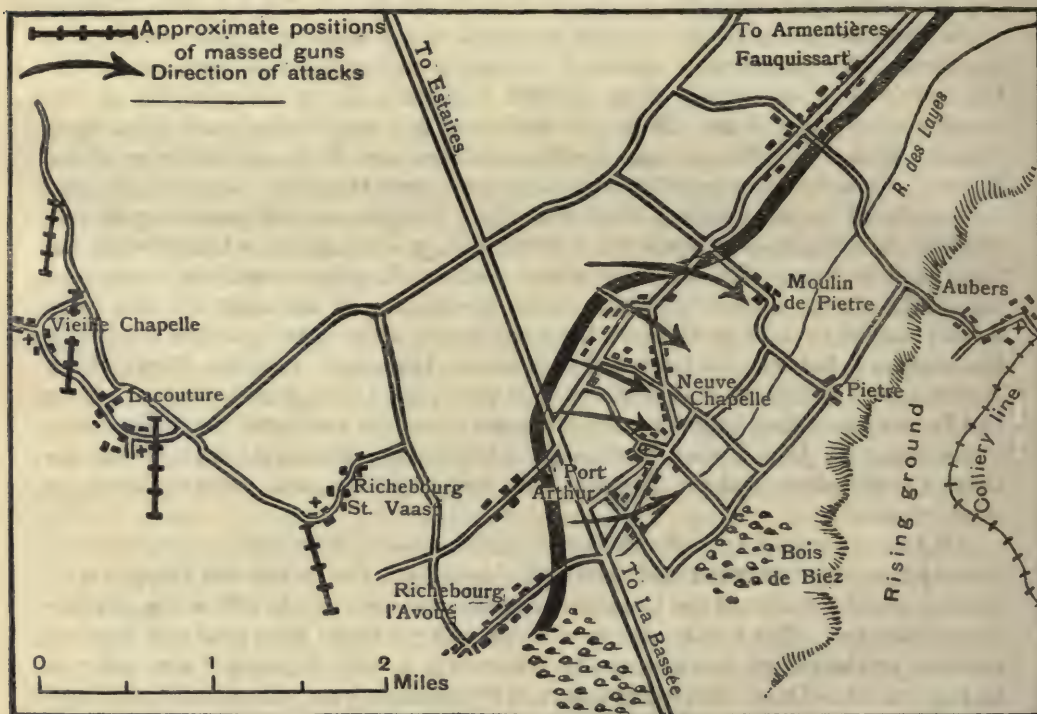 Approximate positions
of massed guns
Direction of attacks
To Estaires
To Armentières
Fauquissart
R. des Layes
Aubers
Moulin
de Pietre
Vieille Chapelle
Lacouture
Neuve
Chapelle
Pietre
Richebourg
St. Vaast
Port
Arthur
Rising ground
Colliery line
Bois
de Biez
Richebourg
l'Avoué
To La Bassée
0 1 2
Miles